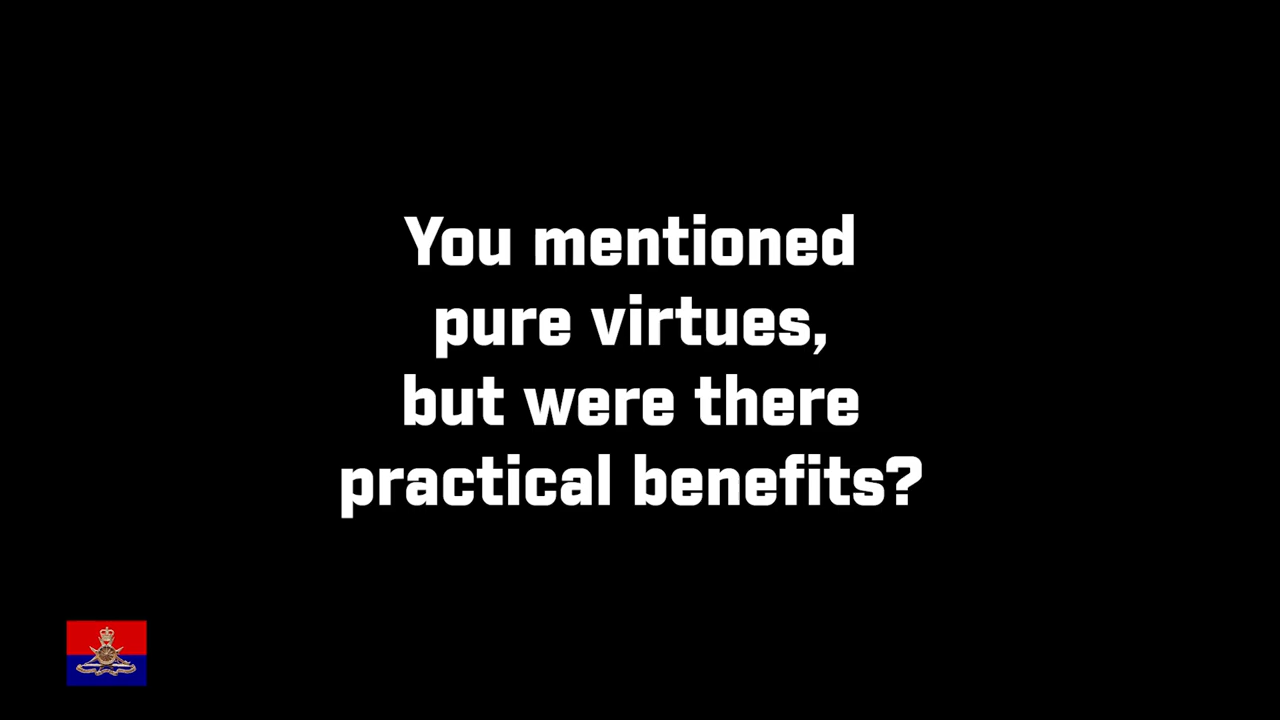 You mentioned
pure virtues,
but were there
practical benefits?